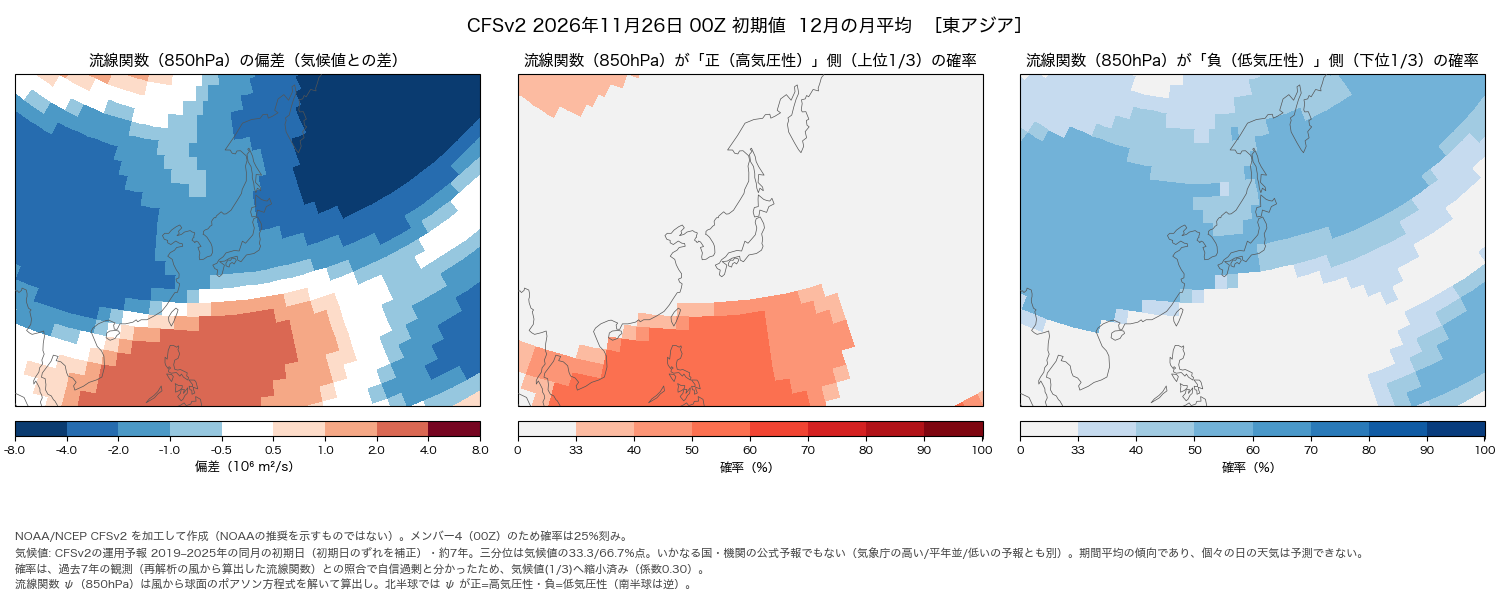 CFSv2 2026年11月26日 00Z 初期値 12月の月平均 ［東アジア］
流線関数（850hPa）の偏差（気候値との差）
流線関数（850hPa）が「正（高気圧性）」側（上位1/3）の確率
流線関数（850hPa）が「負（低気圧性）」側（下位1/3）の確率
-8.0 -4.0 -2.0 -1.0 -0.5 0.5 1.0 2.0 4.0 8.0
偏差（10⁶ m²/s）
0 33 40 50 60 70 80 90 100
確率（%）
0 33 40 50 60 70 80 90 100
確率（%）
NOAA/NCEP CFSv2 を加工して作成（NOAAの推奨を示すものではない）。メンバー4（00Z）のため確率は25%刻み。
気候値: CFSv2の運用予報 2019–2025年の同月の初期日（初期日のずれを補正）・約7年。三分位は気候値の33.3/66.7%点。いかなる国・機関の公式予報でもない（気象庁の高い/平年並/低いの予報とも別）。期間平均の傾向であり、個々の日の天気は予測できない。
確率は、過去7年の観測（再解析の風から算出した流線関数）との照合で自信過剰と分かったため、気候値(1/3)へ縮小済み（係数0.30）。
流線関数 ψ（850hPa）は風から球面のポアソン方程式を解いて算出し。北半球では ψ が正=高気圧性・負=低気圧性（南半球は逆）。